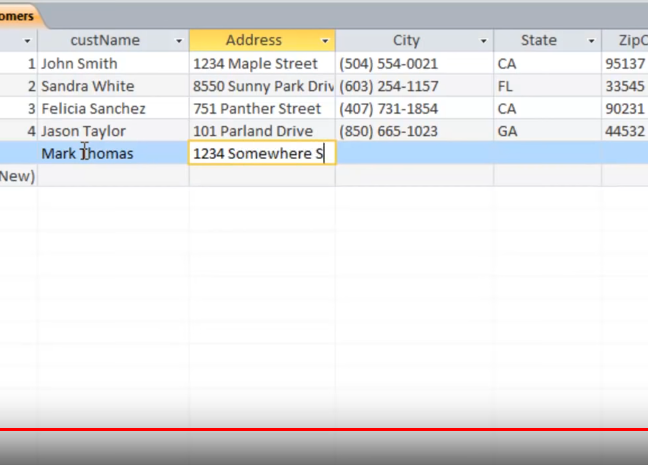 omers
custName Address City State ZipC
1 John Smith 1234 Maple Street (504) 554-0021 CA 95137
2 Sandra White 8550 Sunny Park Driv (603) 254-1157 FL 33545
3 Felicia Sanchez 751 Panther Street (407) 731-1854 CA 90231
4 Jason Taylor 101 Parland Drive (850) 665-1023 GA 44532
Mark Thomas 1234 Somewhere S
New)